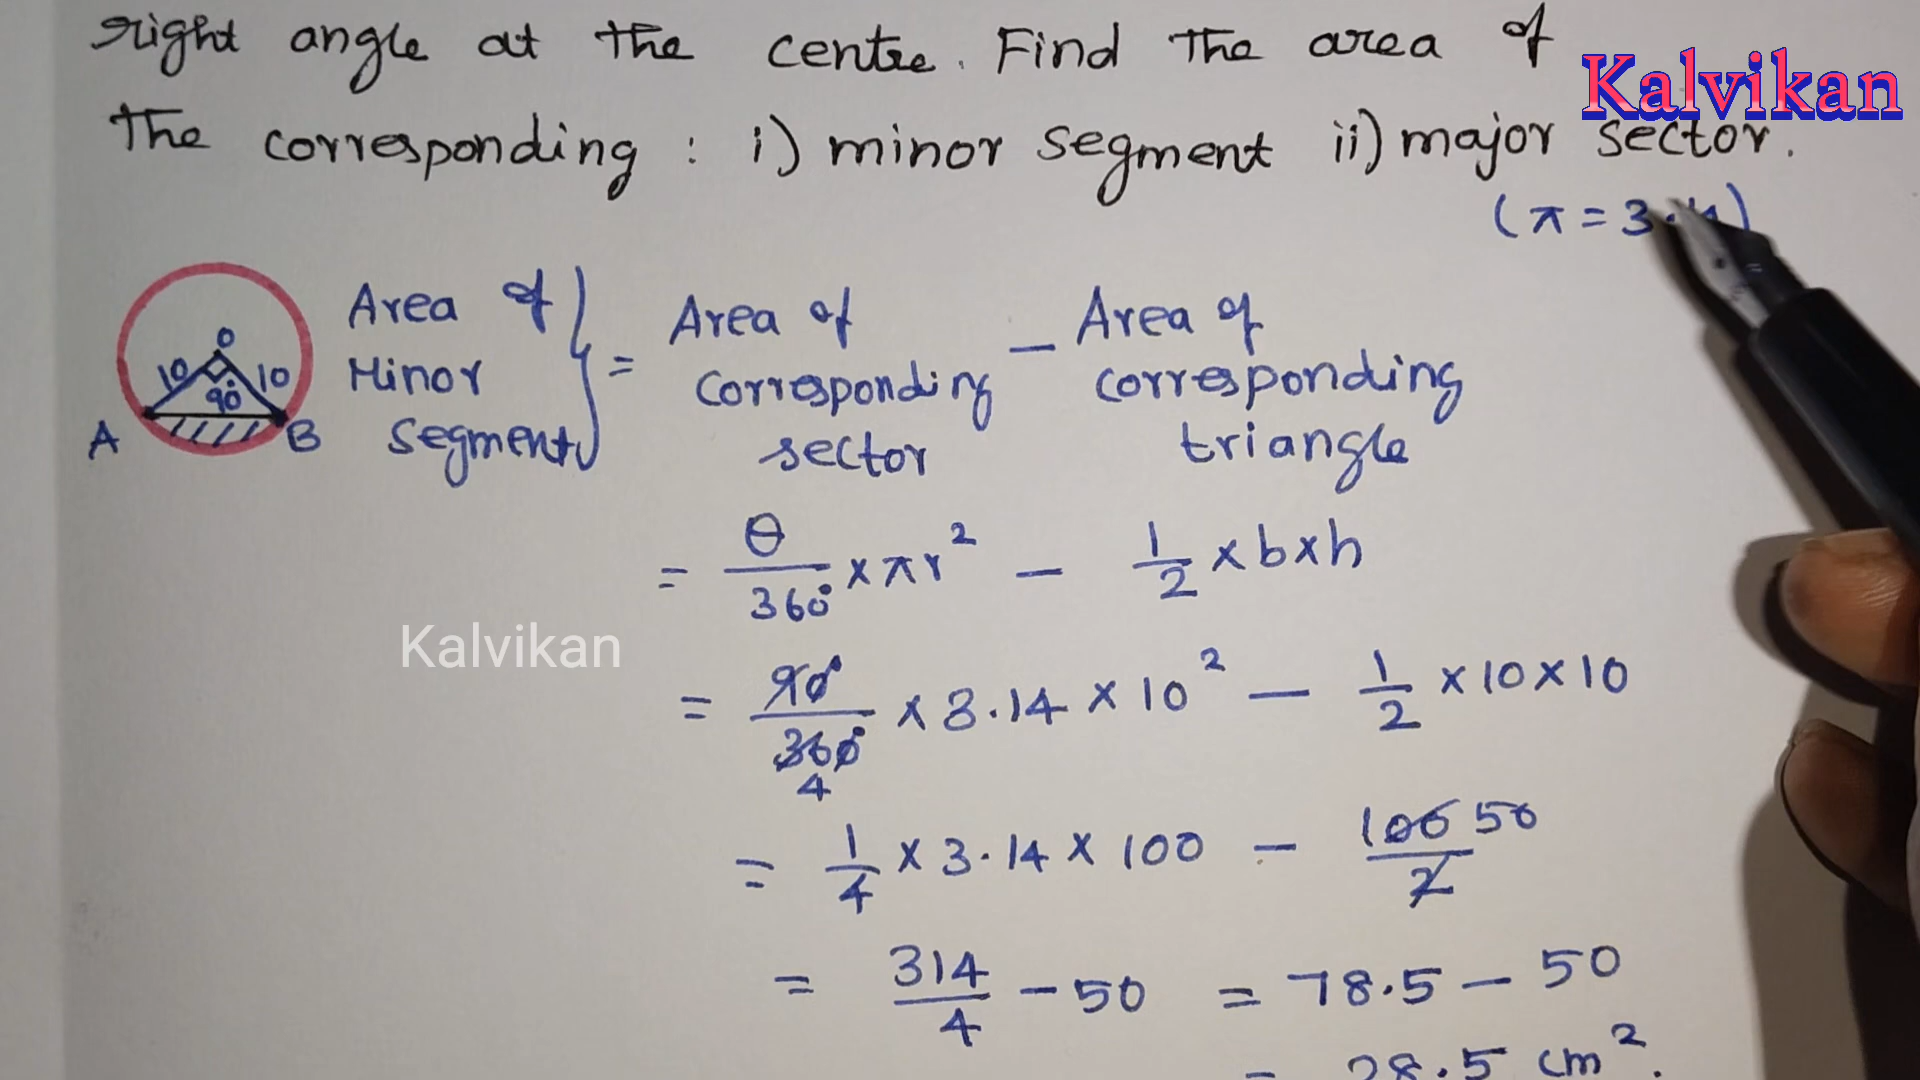 right angle at the centre. Find the area of
Kalvikan
the corresponding : i) minor segment ii) major sector.
(π = 3.14)
O
10 10
90°
A B
Area of Minor Segment } = Area of corresponding sector – Area of corresponding triangle
= θ/360° × πr² – 1/2 × b × h
Kalvikan
= 90°/360° × 3.14 × 10² – 1/2 × 10 × 10
4
= 1/4 × 3.14 × 100 – 100/2 50
= 314/4 – 50 = 78.5 – 50
= 28.5 cm².